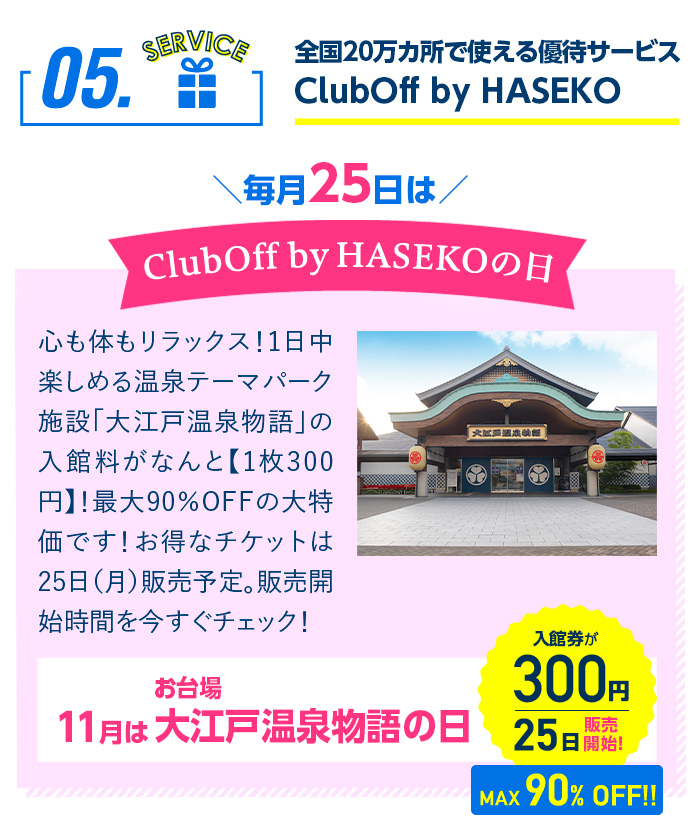 05.
SERVICE
全国20万カ所で使える優待サービス
ClubOff by HASEKO
毎月25日は
ClubOff by HASEKOの日
心も体もリラックス！1日中
楽しめる温泉テーマパーク
施設「大江戸温泉物語」の
入館料がなんと【1枚300
円】！最大90％OFFの大特
価です！お得なチケットは
25日（月）販売予定。販売開
始時間を今すぐチェック！
大江戸温泉物語
お台場
11月は 大江戸温泉物語の日
入館券が
300円
25日 販売開始！
MAX 90% OFF!!